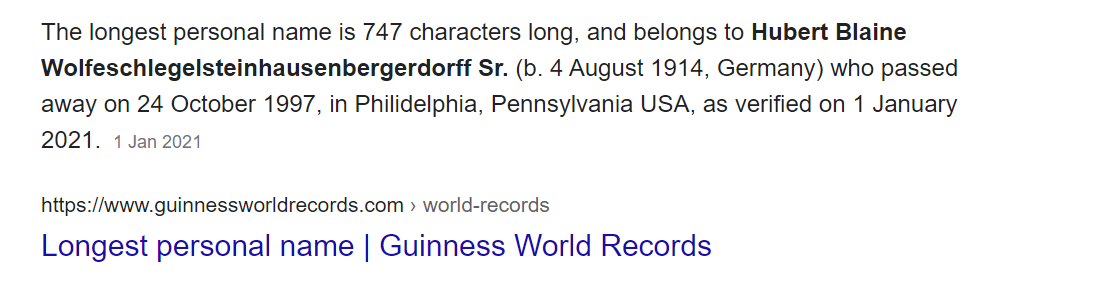 The longest personal name is 747 characters long, and belongs to Hubert Blaine
Wolfeschlegelsteinhausenbergerdorff Sr. (b. 4 August 1914, Germany) who passed
away on 24 October 1997, in Philidelphia, Pennsylvania USA, as verified on 1 January
2021. 1 Jan 2021
https://www.guinnessworldrecords.com › world-records
Longest personal name | Guinness World Records